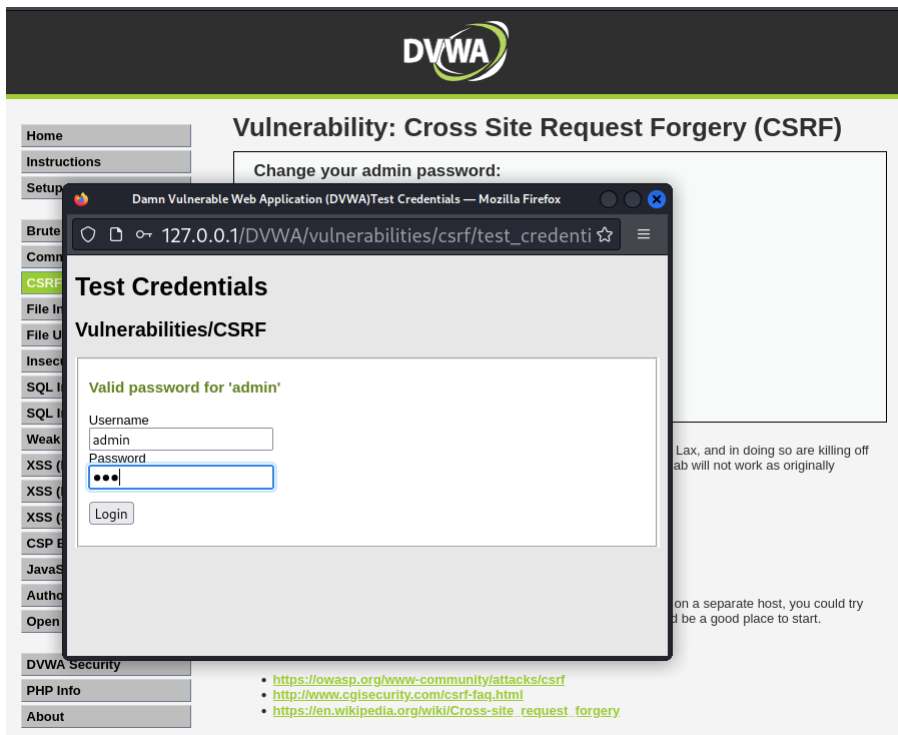 DVWA
Vulnerability: Cross Site Request Forgery (CSRF)
Home
Instructions
Setup
Change your admin password:
Damn Vulnerable Web Application (DVWA)Test Credentials — Mozilla Firefox
127.0.0.1/DVWA/vulnerabilities/csrf/test_credenti
Brute
Comm
CSRF
File In
File U
Insec
SQL I
SQL I
Weak
XSS (
XSS (
XSS (
CSP
JavaS
Autho
Open
Test Credentials
Vulnerabilities/CSRF
Valid password for 'admin'
Username
admin
Password
•••
Login
Lax, and in doing so are killing off
ab will not work as originally
on a separate host, you could try
d be a good place to start.
DVWA Security
PHP Info
About
• https://owasp.org/www-community/attacks/csrf
• http://www.cgisecurity.com/csrf-faq.html
• https://en.wikipedia.org/wiki/Cross-site_request_forgery